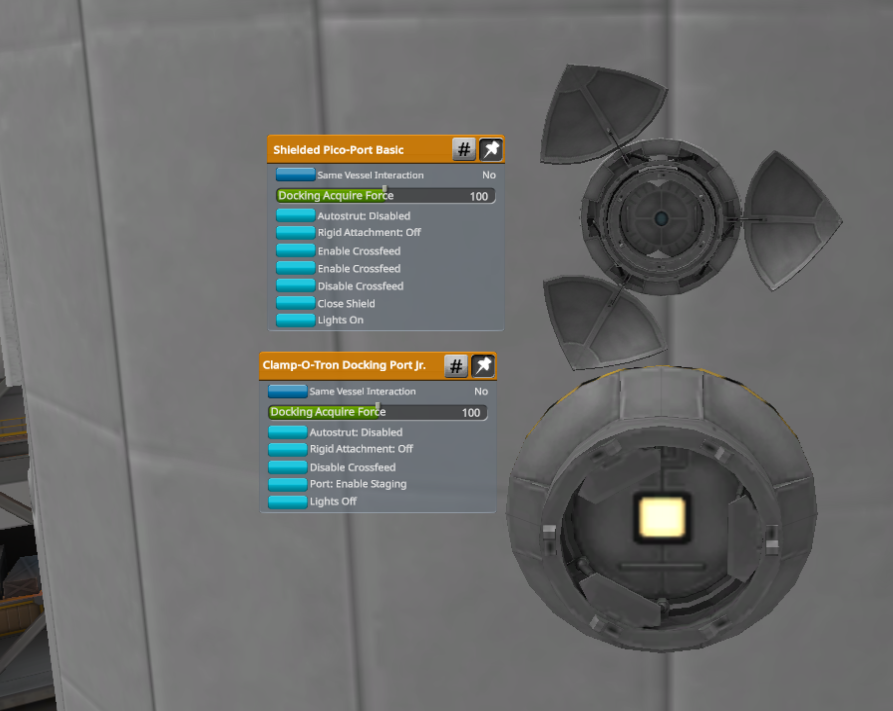 Shielded Pico-Port Basic #
Same Vessel Interaction No
Docking Acquire Force 100
Autostrut: Disabled
Rigid Attachment: Off
Enable Crossfeed
Enable Crossfeed
Disable Crossfeed
Close Shield
Lights On
Clamp-O-Tron Docking Port Jr. #
Same Vessel Interaction No
Docking Acquire Force 100
Autostrut: Disabled
Rigid Attachment: Off
Disable Crossfeed
Port: Enable Staging
Lights Off